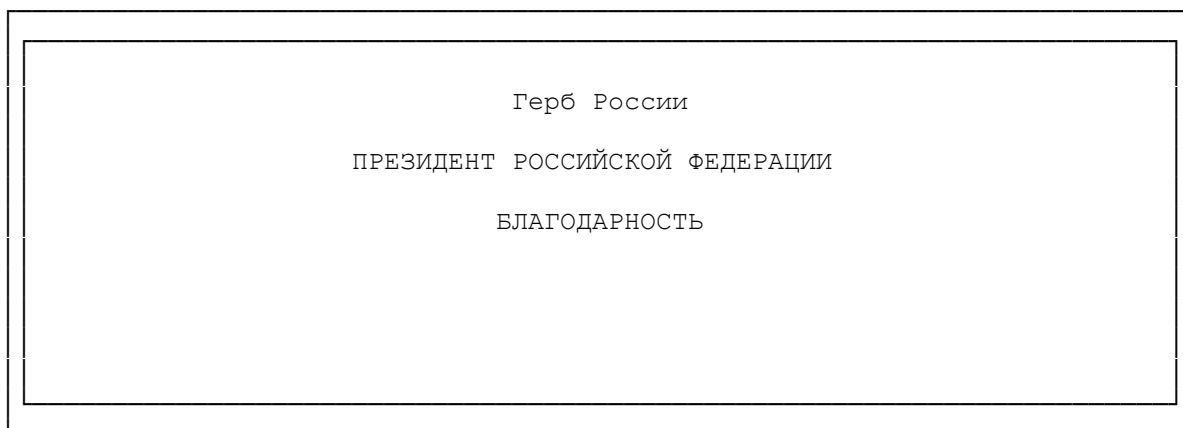 Герб России
ПРЕЗИДЕНТ РОССИЙСКОЙ ФЕДЕРАЦИИ
БЛАГОДАРНОСТЬ